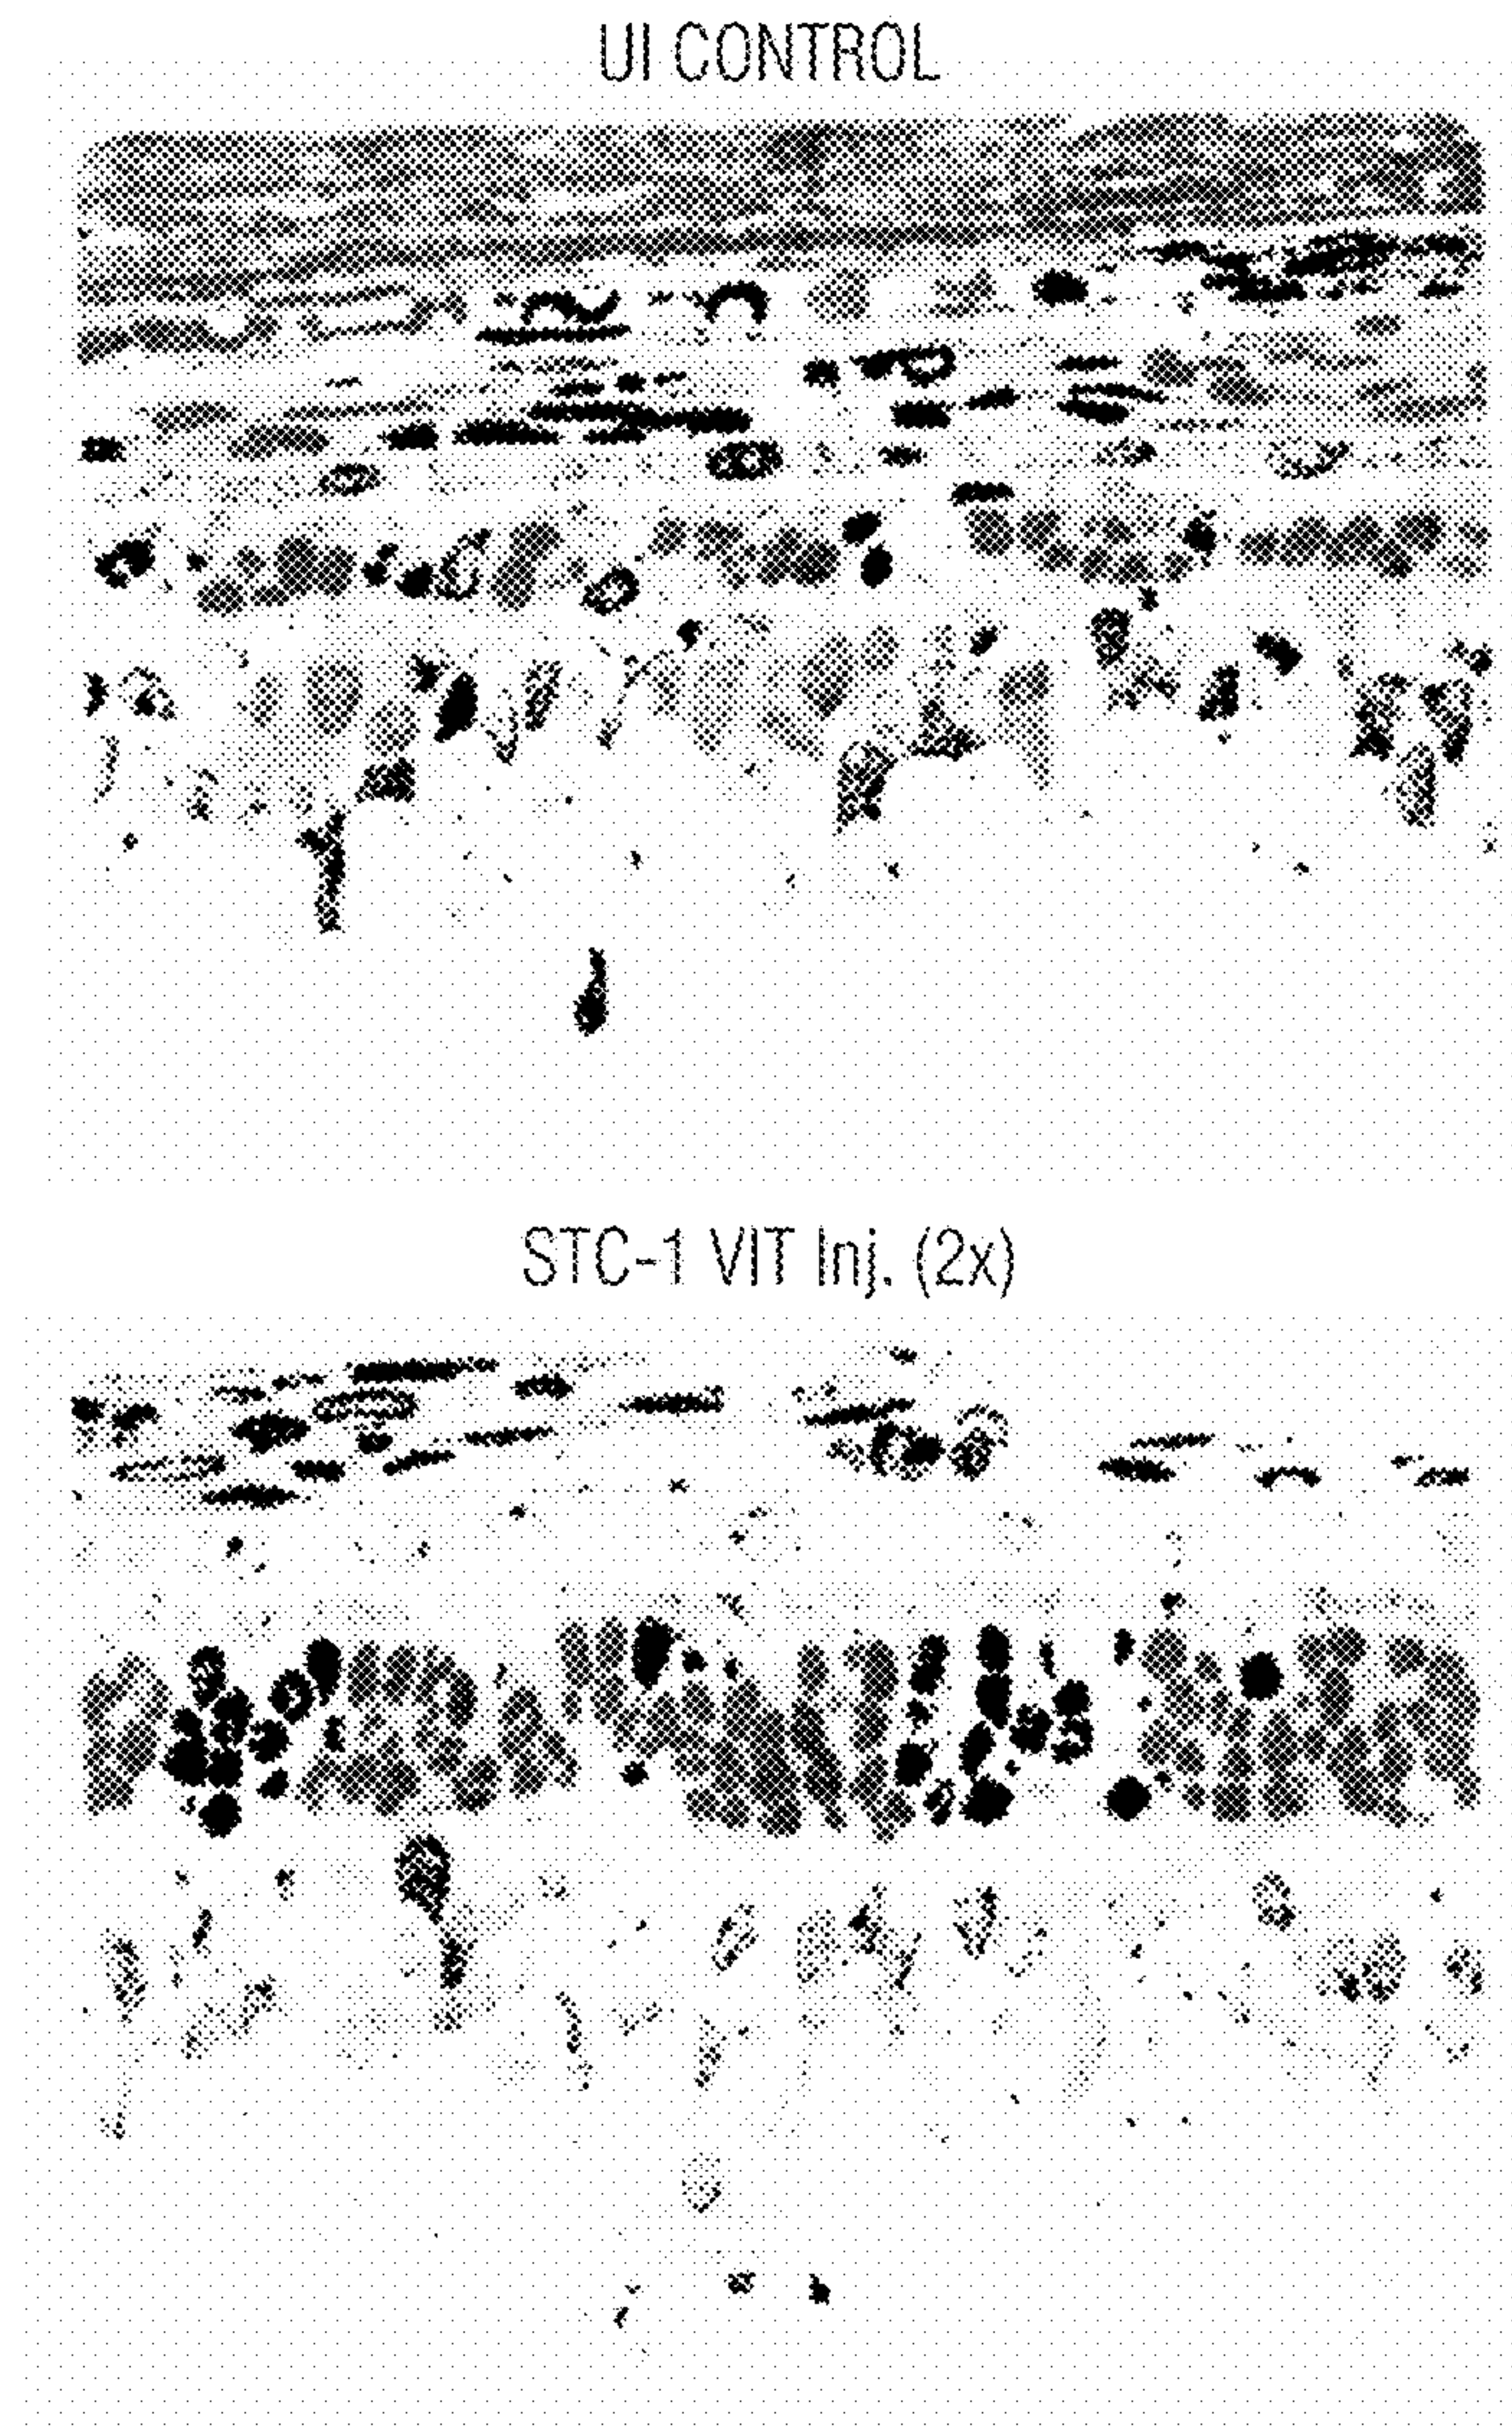 UI CONTROL
STC-1 VIT Inj. (2x)